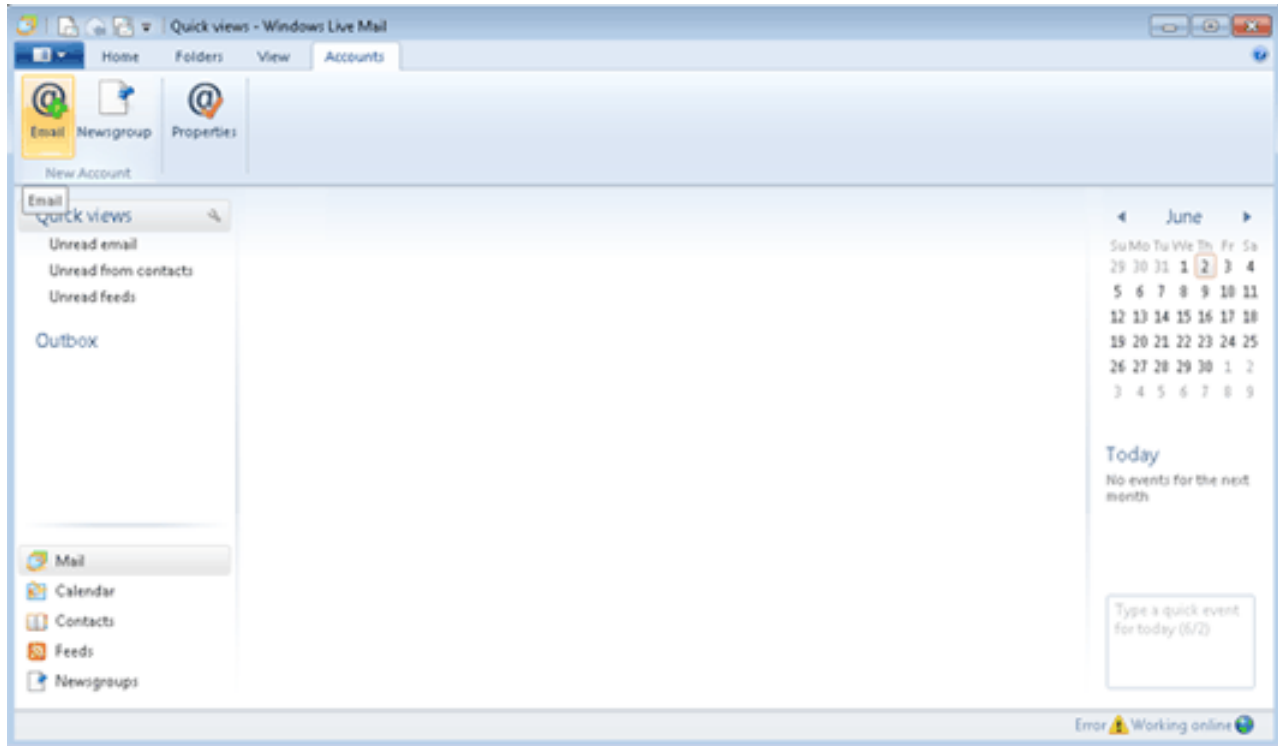 Quick views - Windows Live Mail
Home Folders View Accounts
Email Newsgroup Properties
New Account
Email
Quick views
Unread email
Unread from contacts
Unread feeds
Outbox
Mail
Calendar
Contacts
Feeds
Newsgroups
June
Su Mo Tu We Th Fr Sa
29 30 31 1 2 3 4
5 6 7 8 9 10 11
12 13 14 15 16 17 18
19 20 21 22 23 24 25
26 27 28 29 30 1 2
3 4 5 6 7 8 9
Today
No events for the next
month
Type a quick event
for today (6/2)
Error Working online